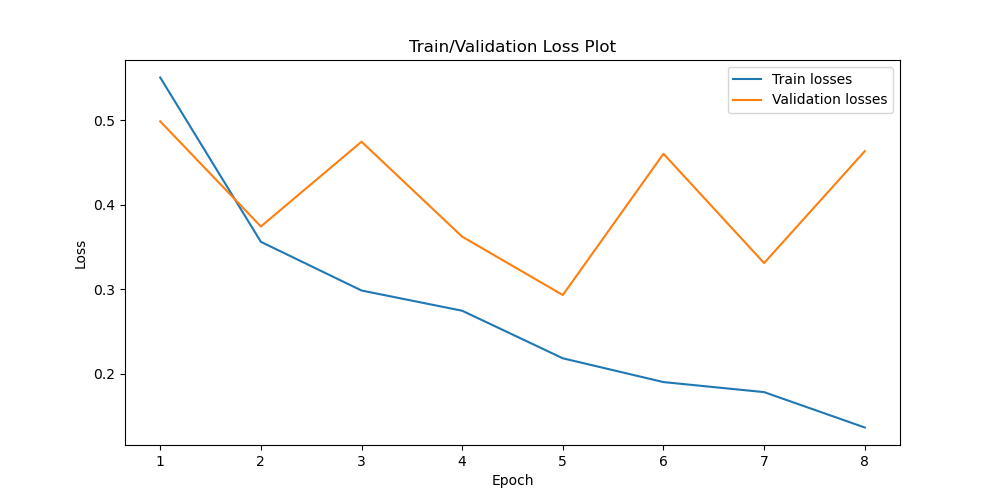 Train/Validation Loss Plot
Train losses
Validation losses
0.5
0.4
0.3
0.2
Loss
1 2 3 4 5 6 7 8
Epoch